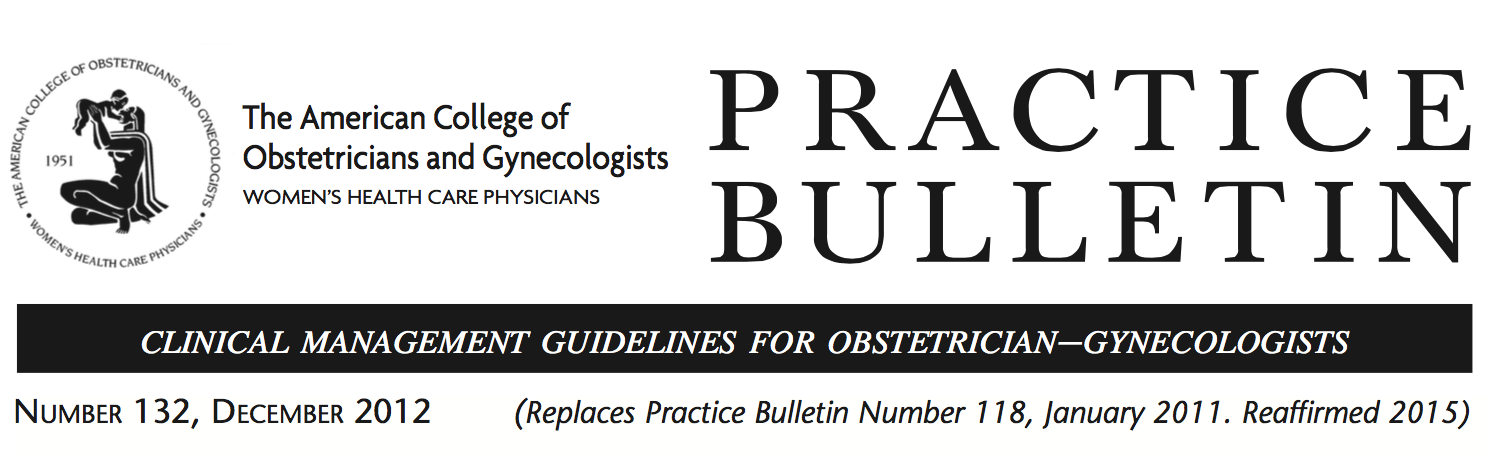 THE AMERICAN COLLEGE OF OBSTETRICIANS AND GYNECOLOGISTS
• WOMEN'S HEALTH CARE PHYSICIANS •
1951
The American College of
Obstetricians and Gynecologists
WOMEN'S HEALTH CARE PHYSICIANS
PRACTICE
BULLETIN
CLINICAL MANAGEMENT GUIDELINES FOR OBSTETRICIAN–GYNECOLOGISTS
NUMBER 132, DECEMBER 2012 (Replaces Practice Bulletin Number 118, January 2011. Reaffirmed 2015)